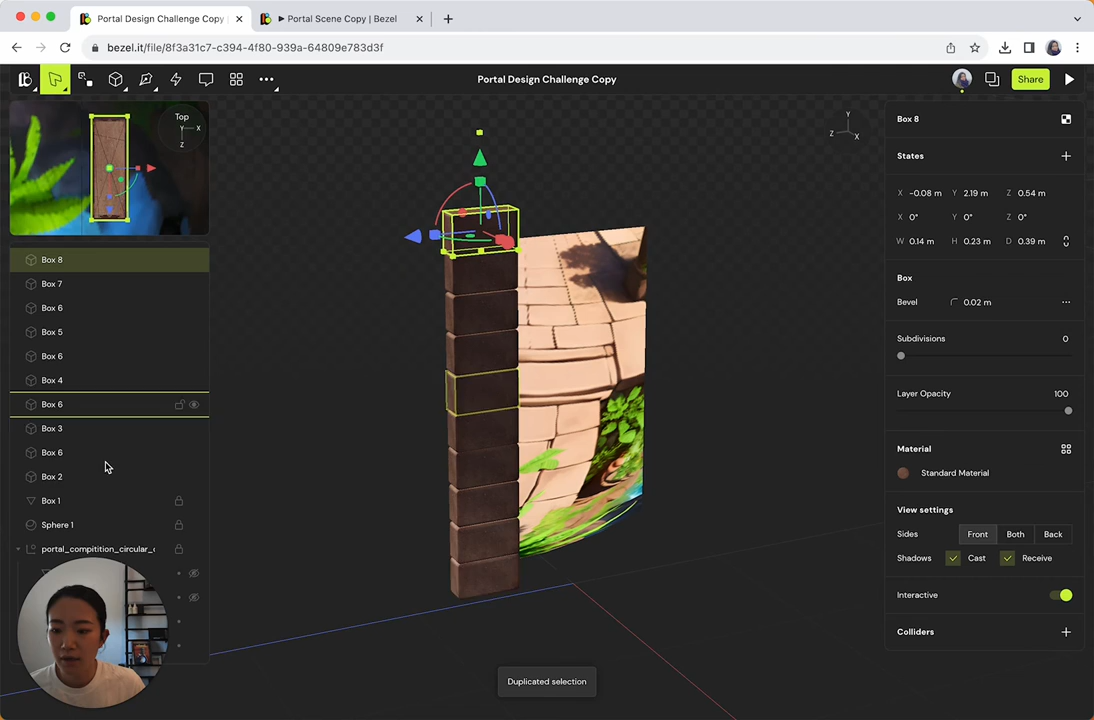 Portal Design Challenge Copy
Portal Scene Copy | Bezel
bezel.it/file/8f3a31c7-c394-4f80-939a-64809e783d3f
Portal Design Challenge Copy
Share
Top
Y
X
Z
Y
Z
X
Box 8
Box 7
Box 6
Box 5
Box 6
Box 4
Box 6
Box 3
Box 6
Box 2
Box 1
Sphere 1
portal_compitition_circular_
Box 8
States
X -0.08 m Y 2.19 m Z 0.54 m
X 0° Y 0° Z 0°
W 0.14 m H 0.23 m D 0.39 m
Box
Bevel 0.02 m
Subdivisions 0
Layer Opacity 100
Material
Standard Material
View settings
Sides Front Both Back
Shadows Cast Receive
Interactive
Colliders
Duplicated selection